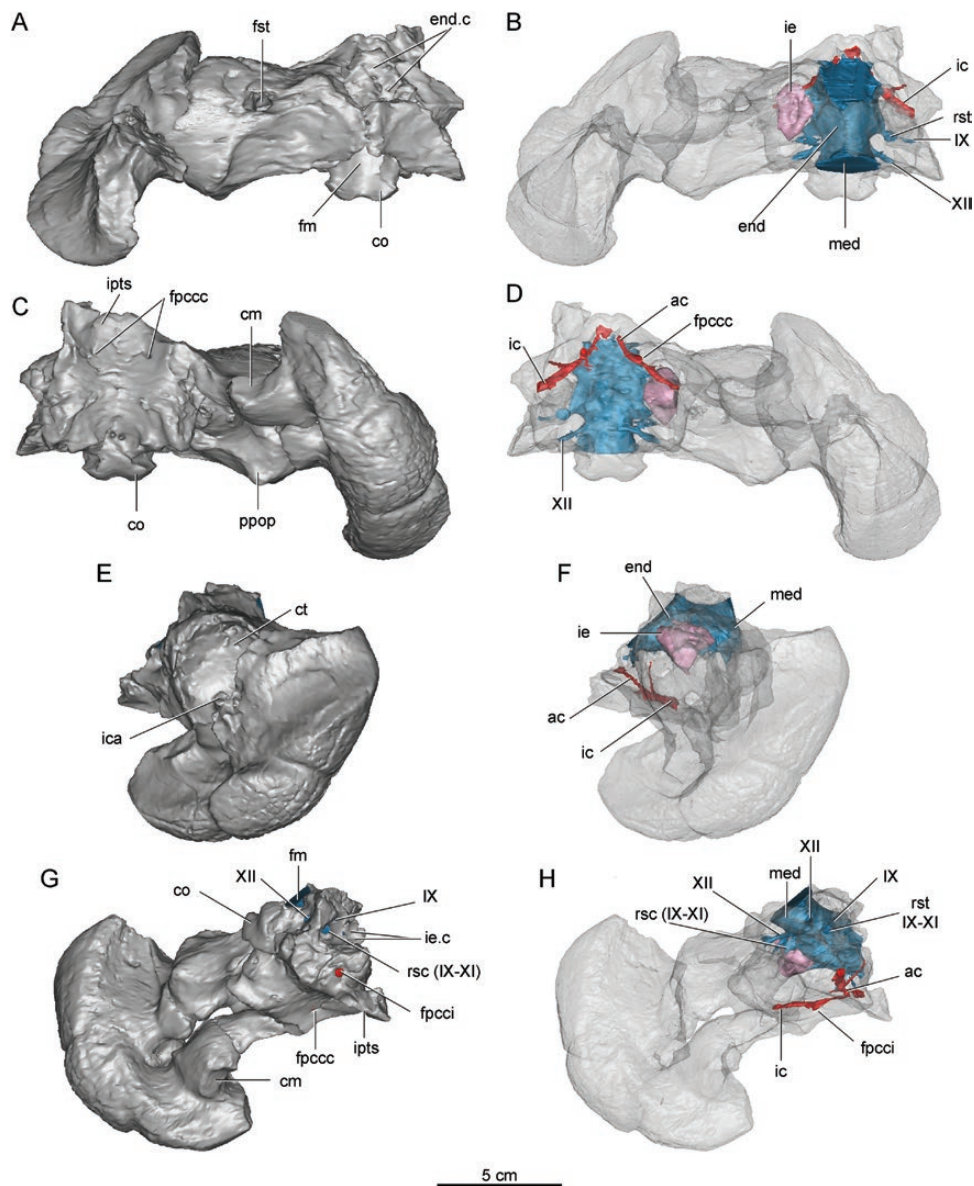 A
fst
end.c
fm
co
B
ie
ic
rst
IX
XII
end
med
C
ipts
fpccc
cm
co
ppop
D
ac
fpccc
ic
XII
E
ct
ica
F
end
med
ie
ac
ic
G
fm
XII
co
IX
ie.c
rsc (IX-XI)
fpcci
ipts
fpccc
cm
H
XII
med
XII
IX
rsc (IX-XI)
rst
IX-XI
ac
fpcci
ic
5 cm